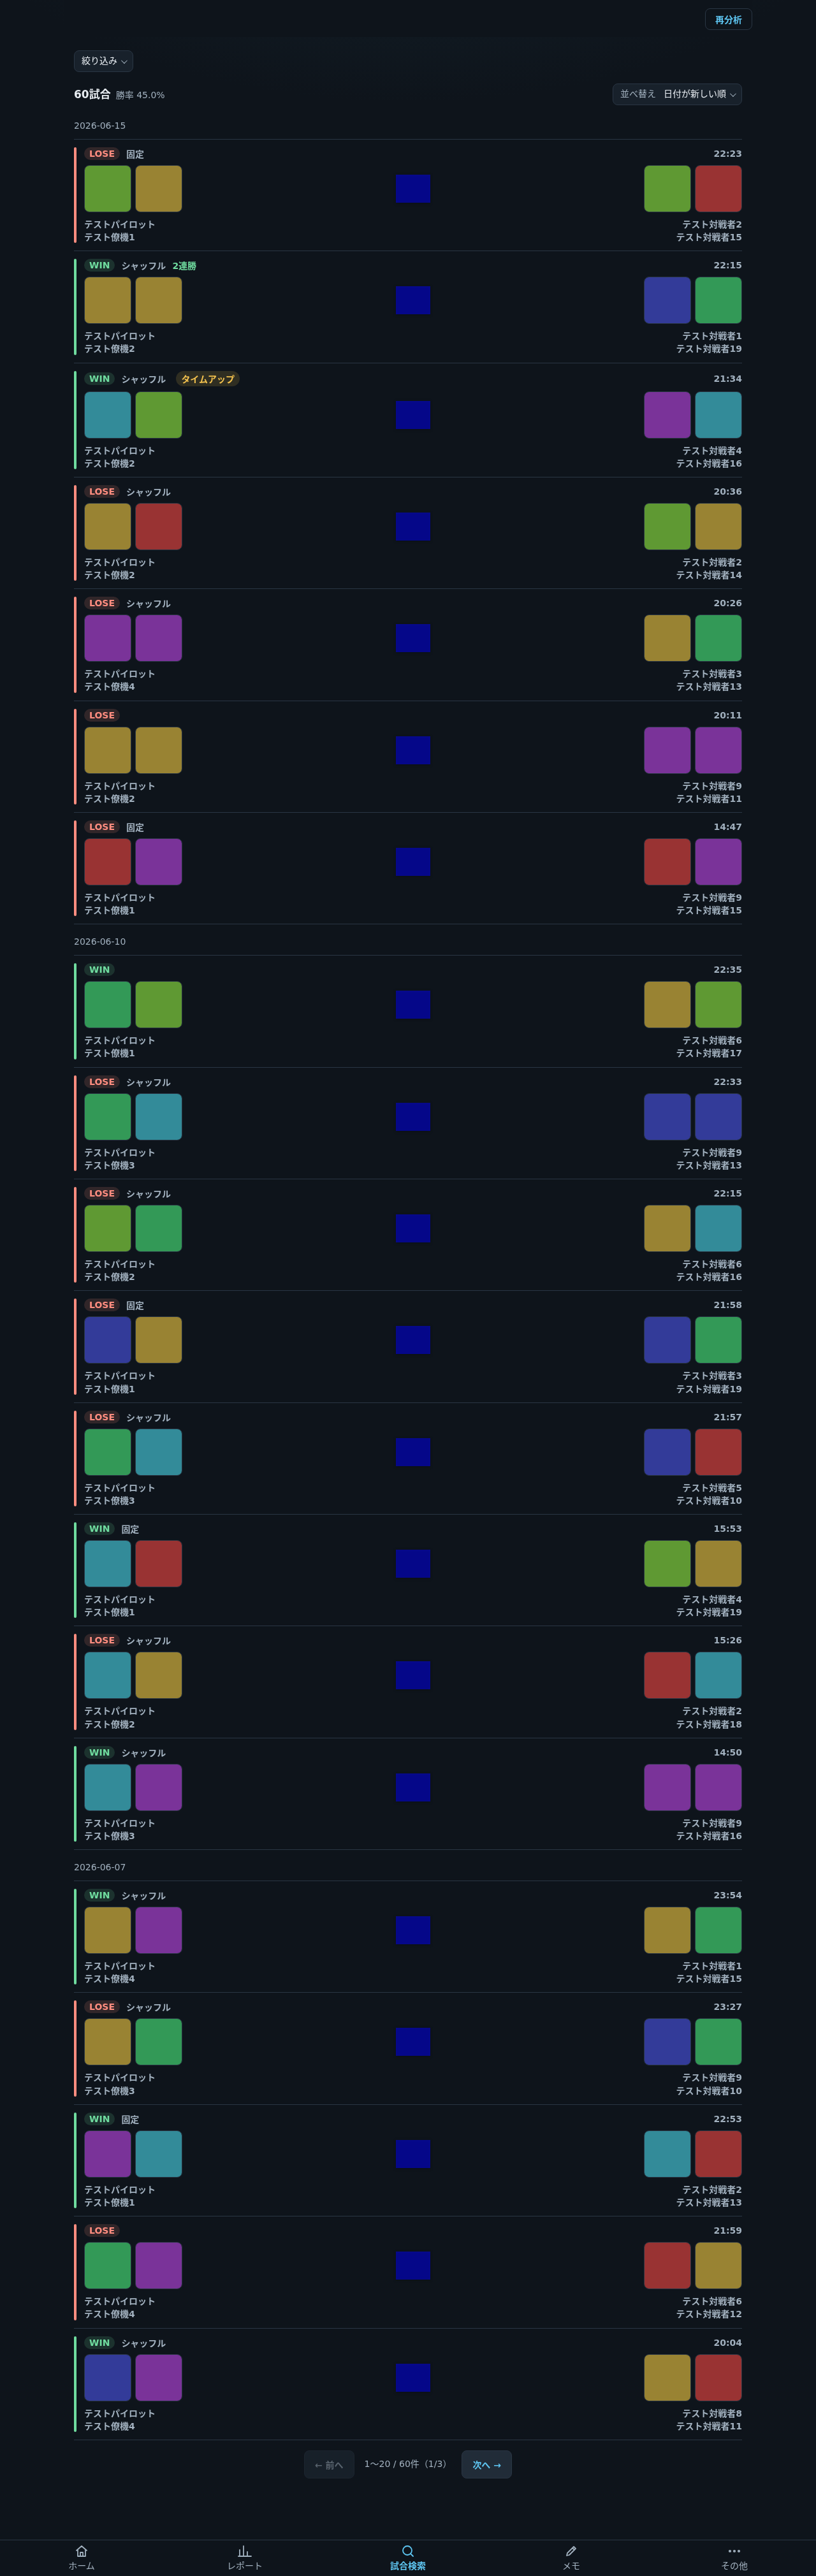 再分析
絞り込み
60試合 勝率 45.0%
並べ替え 日付が新しい順
2026-06-15
LOSE 固定 22:23
テストパイロット テスト対戦者2
テスト僚機1 テスト対戦者15
WIN シャッフル 2連勝 22:15
テストパイロット テスト対戦者1
テスト僚機2 テスト対戦者19
WIN シャッフル タイムアップ 21:34
テストパイロット テスト対戦者4
テスト僚機2 テスト対戦者16
LOSE シャッフル 20:36
テストパイロット テスト対戦者2
テスト僚機2 テスト対戦者14
LOSE シャッフル 20:26
テストパイロット テスト対戦者3
テスト僚機4 テスト対戦者13
LOSE 20:11
テストパイロット テスト対戦者9
テスト僚機2 テスト対戦者11
LOSE 固定 14:47
テストパイロット テスト対戦者9
テスト僚機1 テスト対戦者15
2026-06-10
WIN 22:35
テストパイロット テスト対戦者6
テスト僚機1 テスト対戦者17
LOSE シャッフル 22:33
テストパイロット テスト対戦者9
テスト僚機3 テスト対戦者13
LOSE シャッフル 22:15
テストパイロット テスト対戦者6
テスト僚機2 テスト対戦者16
LOSE 固定 21:58
テストパイロット テスト対戦者3
テスト僚機1 テスト対戦者19
LOSE シャッフル 21:57
テストパイロット テスト対戦者5
テスト僚機3 テスト対戦者10
WIN 固定 15:53
テストパイロット テスト対戦者4
テスト僚機1 テスト対戦者19
LOSE シャッフル 15:26
テストパイロット テスト対戦者2
テスト僚機2 テスト対戦者18
WIN シャッフル 14:50
テストパイロット テスト対戦者9
テスト僚機3 テスト対戦者16
2026-06-07
WIN シャッフル 23:54
テストパイロット テスト対戦者1
テスト僚機4 テスト対戦者15
LOSE シャッフル 23:27
テストパイロット テスト対戦者9
テスト僚機3 テスト対戦者10
WIN 固定 22:53
テストパイロット テスト対戦者2
テスト僚機1 テスト対戦者13
LOSE 21:59
テストパイロット テスト対戦者6
テスト僚機4 テスト対戦者12
WIN シャッフル 20:04
テストパイロット テスト対戦者8
テスト僚機4 テスト対戦者11
← 前へ 1〜20 / 60件（1/3） 次へ →
ホーム レポート 試合検索 メモ その他